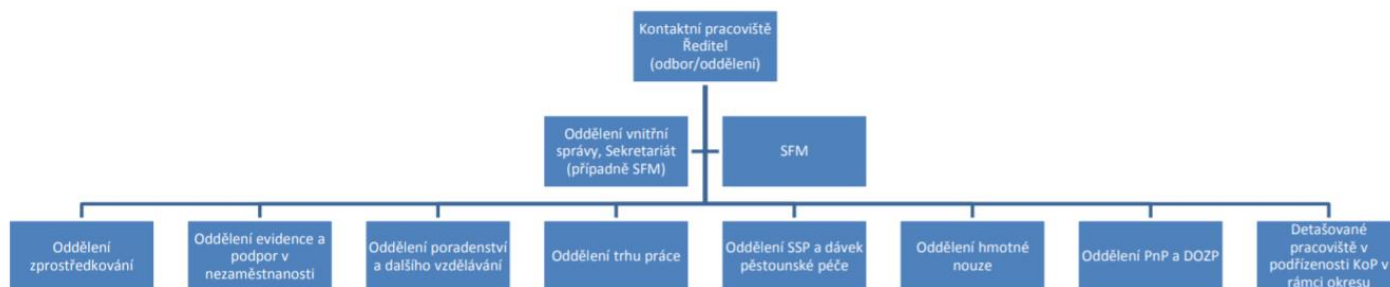 Kontaktní pracoviště
Ředitel
(odbor/oddělení)
Oddělení vnitřní
správy, Sekretariát
(případně SFM)
SFM
Oddělení
zprostředkování
Oddělení evidence a
podpor v
nezaměstnanosti
Oddělení poradenství
a dalšího vzdělávání
Oddělení trhu práce
Oddělení SSP a dávek
pěstounské péče
Oddělení hmotné
nouze
Oddělení PnP a DOZP
Detašované
pracoviště v
podřízenosti KoP v
rámci okresu